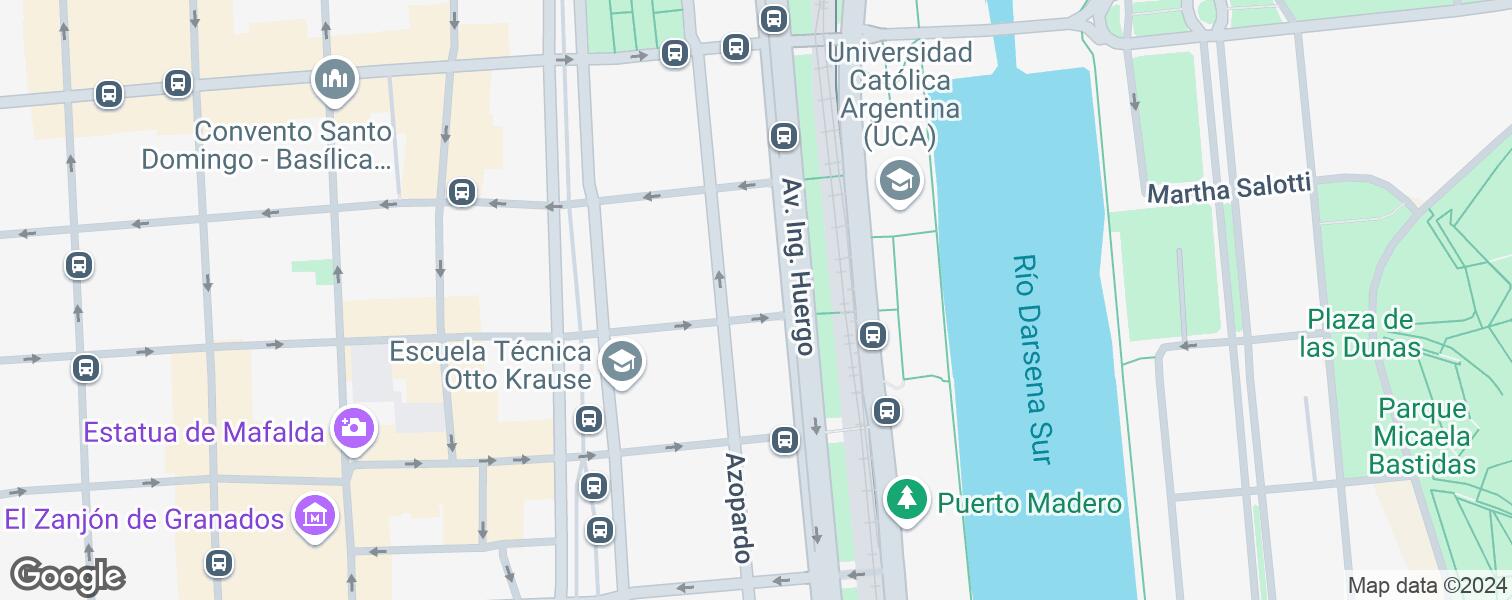 Universidad
Católica
Argentina
(UCA)
Convento Santo
Domingo - Basílica...
Martha Salotti
Av. Ing. Huergo
Río Darsena Sur
Plaza de
las Dunas
Escuela Técnica
Otto Krause
Parque
Micaela
Bastidas
Estatua de Mafalda
Azopardo
Puerto Madero
El Zanjón de Granados
Google
Map data ©2024